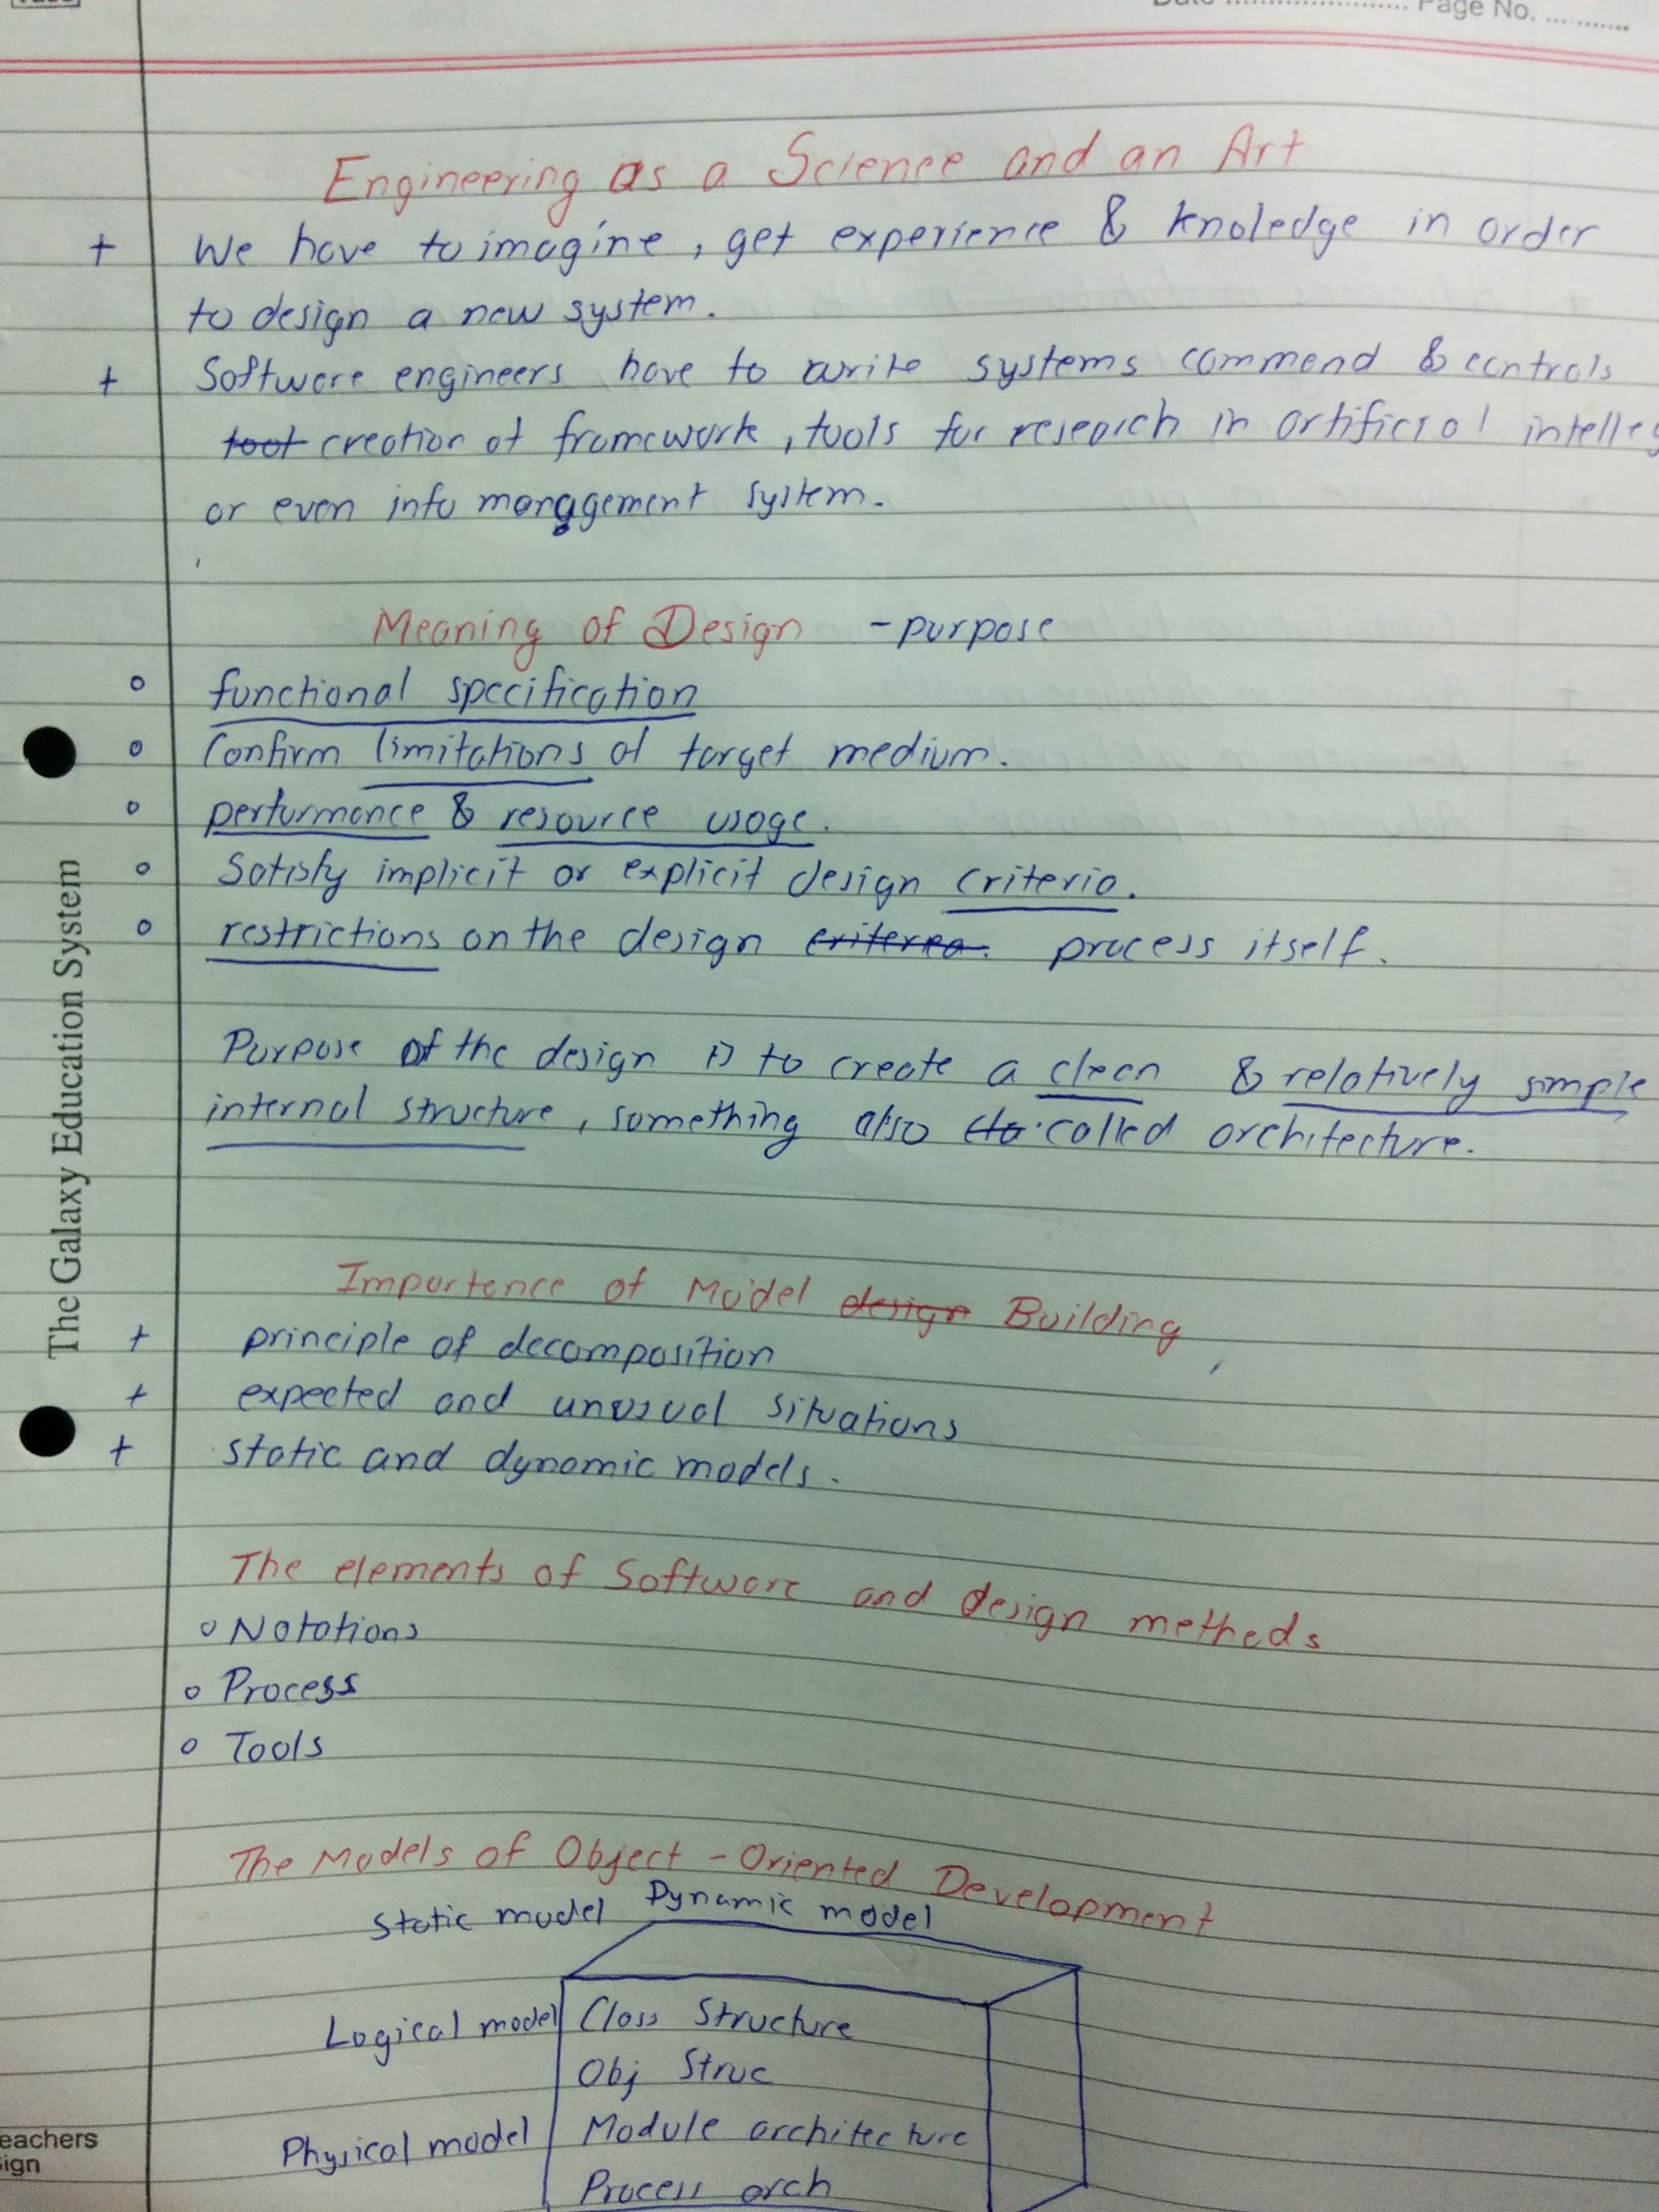 Date .................... Page No. ............
Engineering as a Science and an Art
+ We have to imagine, get experience & knoledge in order
to design a new system.
+ Software engineers have to write systems commend & controls
~~toot~~ creation of framework, tools for research in artificial intelleg
or even info management system.
Meaning of Design - purpose
o functional specification
o Confirm limitations of target medium.
o performance & resource usage.
o Satisfy implicit or explicit design criteria.
o restrictions on the design ~~criterea.~~ process itself.
Purpose of the design is to create a clean & relatively simple
internal structure, something also called architecture.
Importence of Model ~~design~~ Building
+ principle of decomposition
+ expected and unusual situations
+ static and dynamic models.
The elements of Software and design metheds
o Notations
o Process
o Tools
The Models of Object - Oriented Development
Static model Dynamic model
Logical model Class Structure
Obj Struc
Physical model Module architecture
Process arch
The Galaxy Education System
eachers
ign